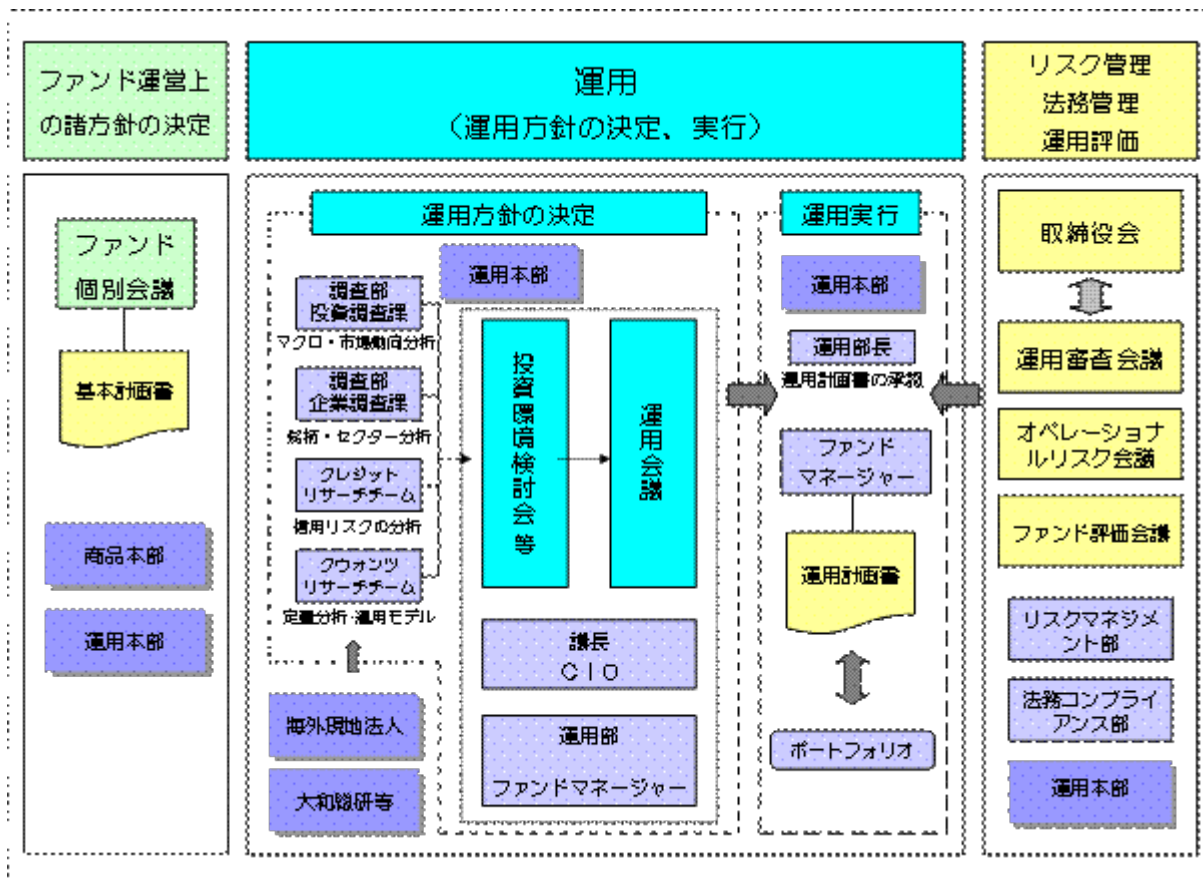 ファンド運営上
の諸方針の決定
運用
(運用方針の決定、実行)
リスク管理
法務管理
運用評価
ファンド
個別会議
基本計画書
商品本部
運用本部
運用方針の決定
運用本部
調査部
投資調査課
マクロ・市場動向分析
調査部
企業調査課
銘柄・セクター分析
クレジット
リサーチチーム
信用リスクの分析
クウォンツ
リサーチチーム
定量分析・運用モデル
海外現地法人
大和総研等
投資環境検討会等
運用会議
議長
CIO
運用部
ファンドマネージャー
運用実行
運用本部
運用部長
運用計画書の承認
ファンド
マネージャー
運用計画書
ポートフォリオ
取締役会
運用審査会議
オペレーショナ
ルリスク会議
ファンド評価会議
リスクマネジメ
ント部
法務コンプライ
アンス部
運用本部